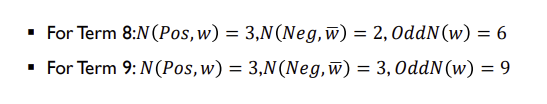 ▪ For Term 8:N(Pos,w) = 3,N(Neg,w̅) = 2, OddN(w) = 6
▪ For Term 9: N(Pos,w) = 3,N(Neg,w̅) = 3, OddN(w) = 9